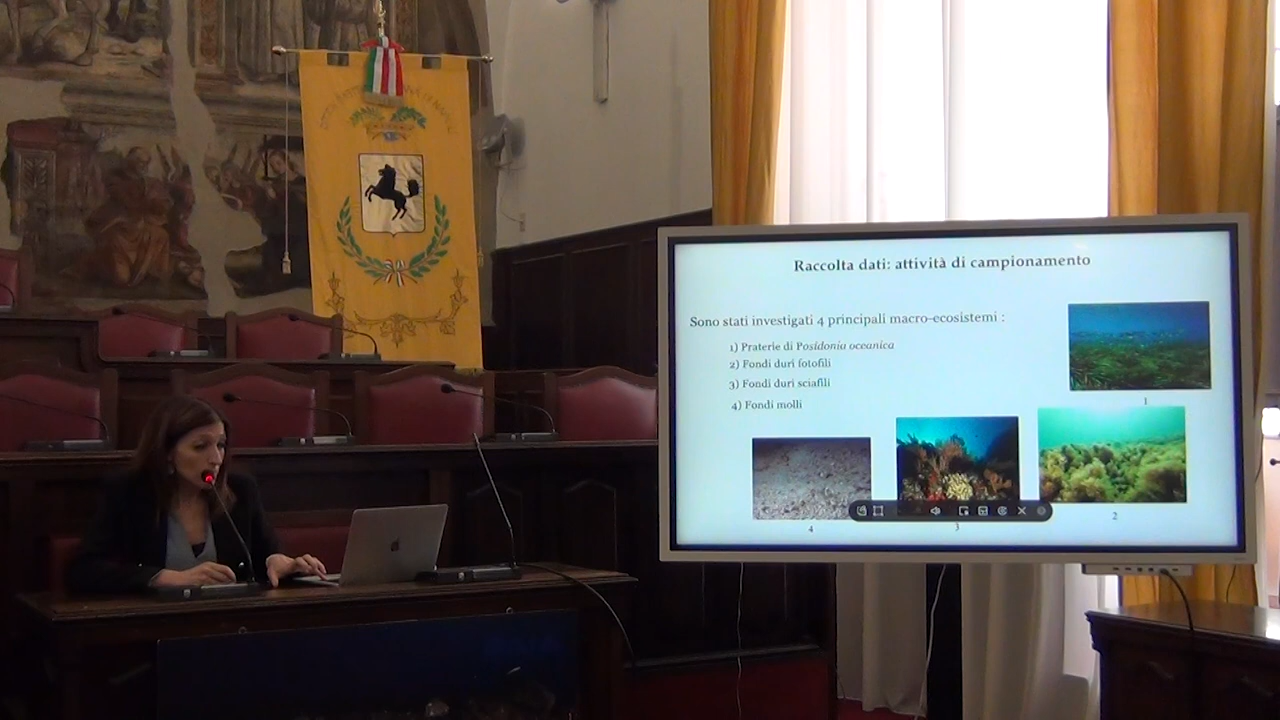 Raccolta dati: attività di campionamento
Sono stati investigati 4 principali macro-ecosistemi :
1) Praterie di Posidonia oceanica
2) Fondi duri fotofili
3) Fondi duri sciafili
4) Fondi molli
1
2
3
4